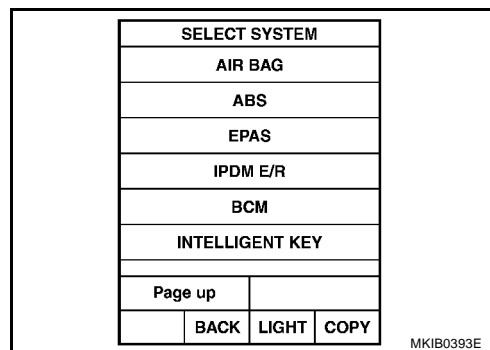 SELECT SYSTEM
AIR BAG
ABS
EPAS
IPDM E/R
BCM
INTELLIGENT KEY
Page up
BACK LIGHT COPY
MKIB0393E